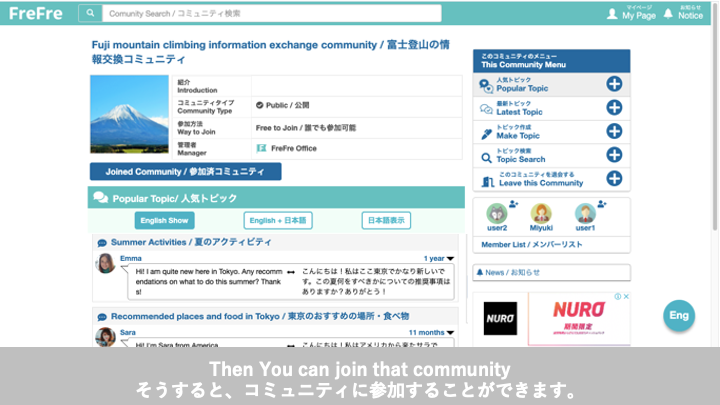 FreFre
Comunity Search / コミュニティ検索
マイページ
My Page
お知らせ
Notice
Fuji mountain climbing information exchange community / 富士登山の情
報交換コミュニティ
紹介
Introduction
コミュニティタイプ
Community Type
Public / 公開
参加方法
Way to Join
Free to Join / 誰でも参加可能
管理者
Manager
FreFre Office
Joined Community / 参加済コミュニティ
Popular Topic/ 人気トピック
English Show
English + 日本語
日本語表示
Summer Activities / 夏のアクティビティ
Emma
1 year
Hi! I am quite new here in Tokyo. Any recomm
endations on what to do this summer? Thank
s!
こんにちは！私はここ東京でかなり新しいで
す。この夏何をすべきかについての推奨事項は
ありますか？ありがとう！
Recommended places and food in Tokyo / 東京のおすすめの場所・食べ物
Sara
11 months
Hi! I'm Sara from America
こんにちは！私はアメリカから来たサラで
このコミュニティのメニュー
This Community Menu
人気トピック
Popular Topic
最新トピック
Latest Topic
トピック作成
Make Topic
トピック検索
Topic Search
このコミュニティを退会する
Leave this Community
user2
Miyuki
user1
Member List / メンバーリスト
News / お知らせ
NURO
NURO
期間限定
Eng
Then You can join that community
そうすると、コミュニティに参加することができます。